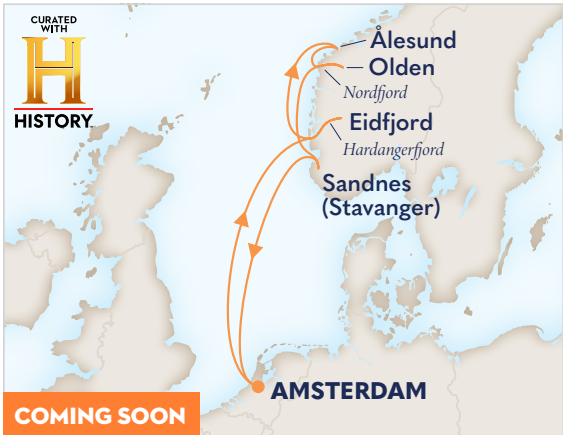 CURATED
WITH
H
HISTORY
Ålesund
Olden
Nordfjord
Eidfjord
Hardangerfjord
Sandnes
(Stavanger)
AMSTERDAM
COMING SOON